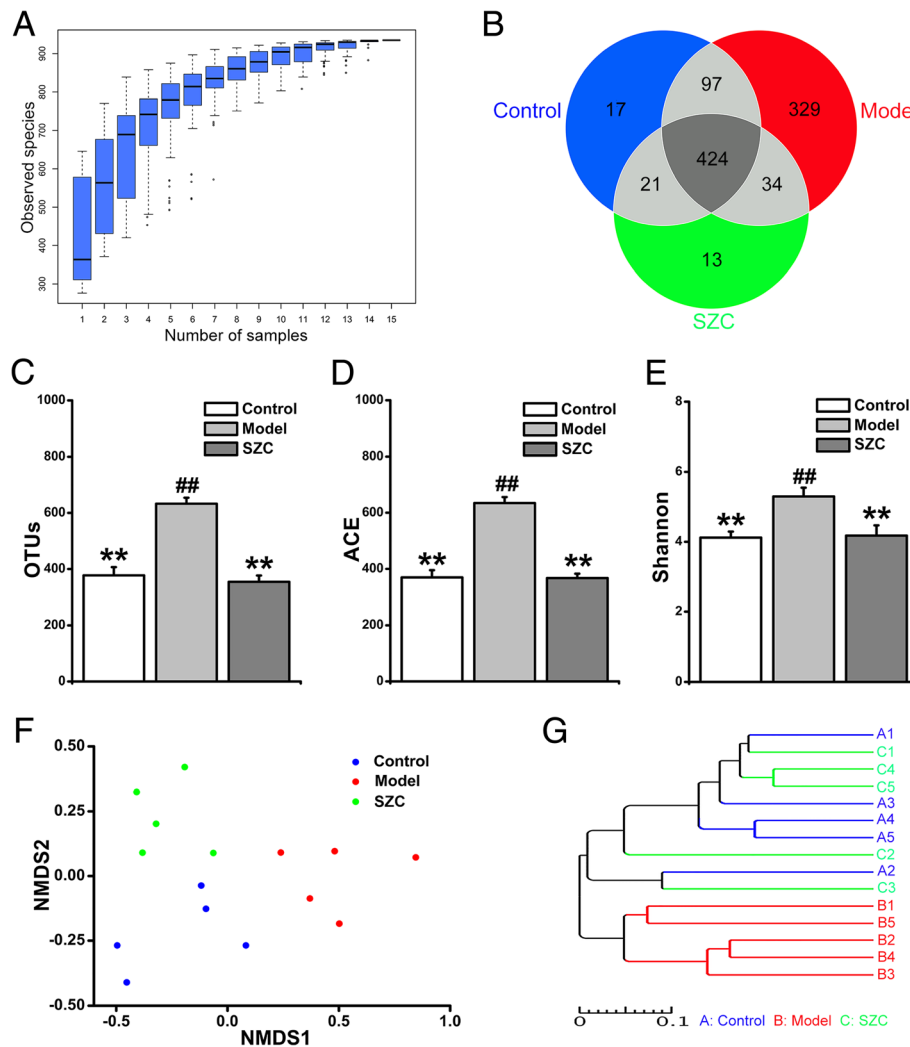 A
Observed species
900
800
700
600
500
400
300
1 2 3 4 5 6 7 8 9 10 11 12 13 14 15
Number of samples
B
Control
Model
SZC
17
97
329
424
21
34
13
C
OTUs
1000
800
600
400
200
0
Control
Model
SZC
**
##
**
D
ACE
1000
800
600
400
200
0
Control
Model
SZC
**
##
**
E
Shannon
8
6
4
2
0
Control
Model
SZC
**
##
**
F
NMDS2
0.50
0.25
0.00
-0.25
-0.50
-0.5 0.0 0.5 1.0
NMDS1
Control
Model
SZC
G
A1
C1
C4
C5
A3
A4
A5
C2
A2
C3
B1
B5
B2
B4
B3
0 0.1
A: Control B: Model C: SZC